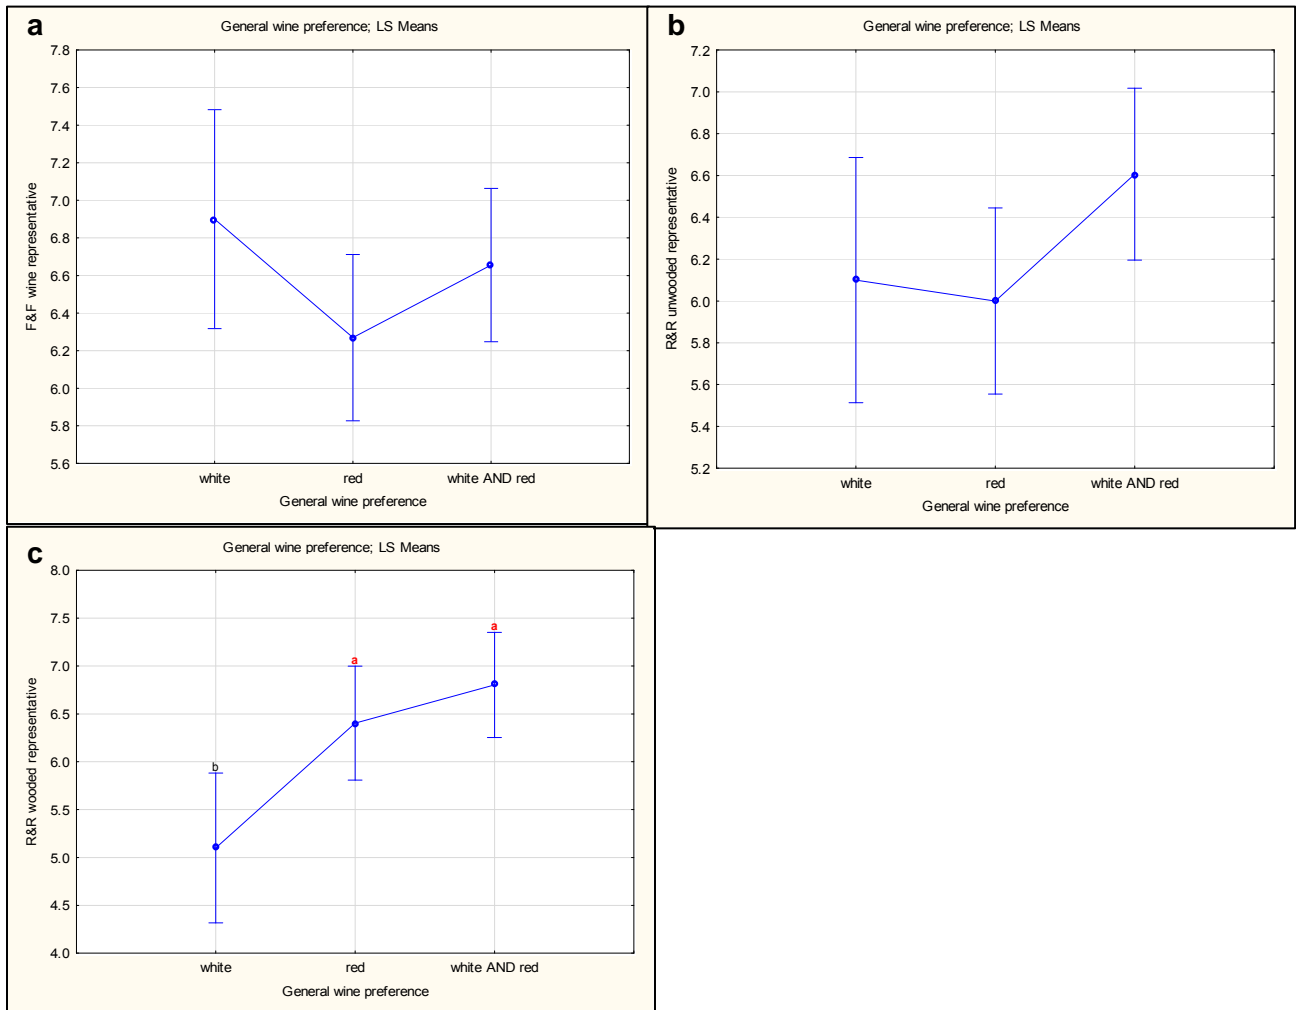 a
General wine preference; LS Means
7.8
7.6
7.4
7.2
7.0
6.8
6.6
6.4
6.2
6.0
5.8
5.6
F&F wine representative
white
red
white AND red
General wine preference
b
General wine preference; LS Means
7.2
7.0
6.8
6.6
6.4
6.2
6.0
5.8
5.6
5.4
5.2
R&R unwooded representative
white
red
white AND red
General wine preference
c
General wine preference; LS Means
8.0
7.5
7.0
6.5
6.0
5.5
5.0
4.5
4.0
R&R wooded representative
b
a
a
white
red
white AND red
General wine preference